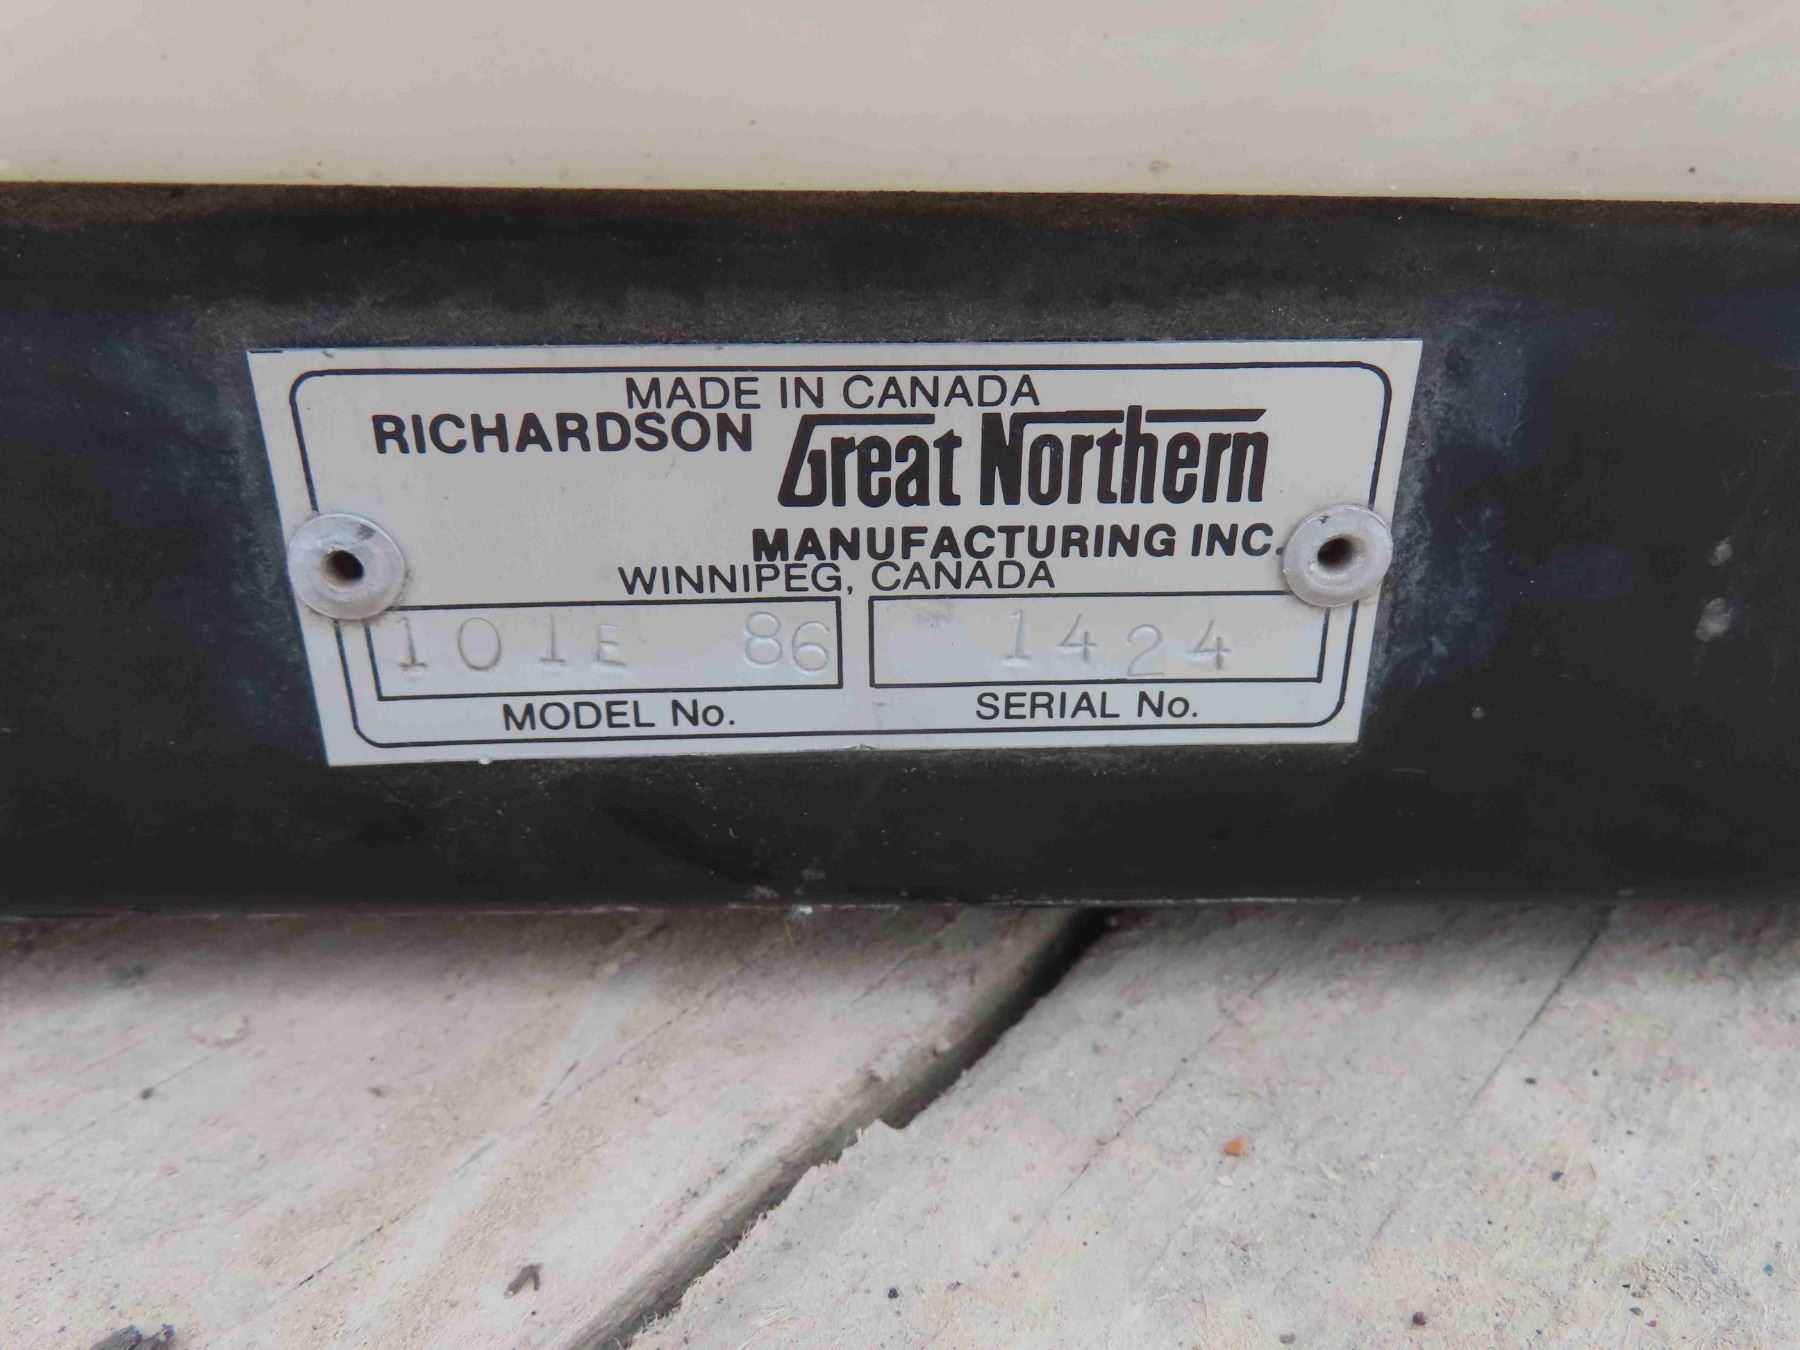 MADE IN CANADA
RICHARDSON Great Northern
MANUFACTURING INC.
WINNIPEG, CANADA
101E 86 1424
MODEL No. SERIAL No.